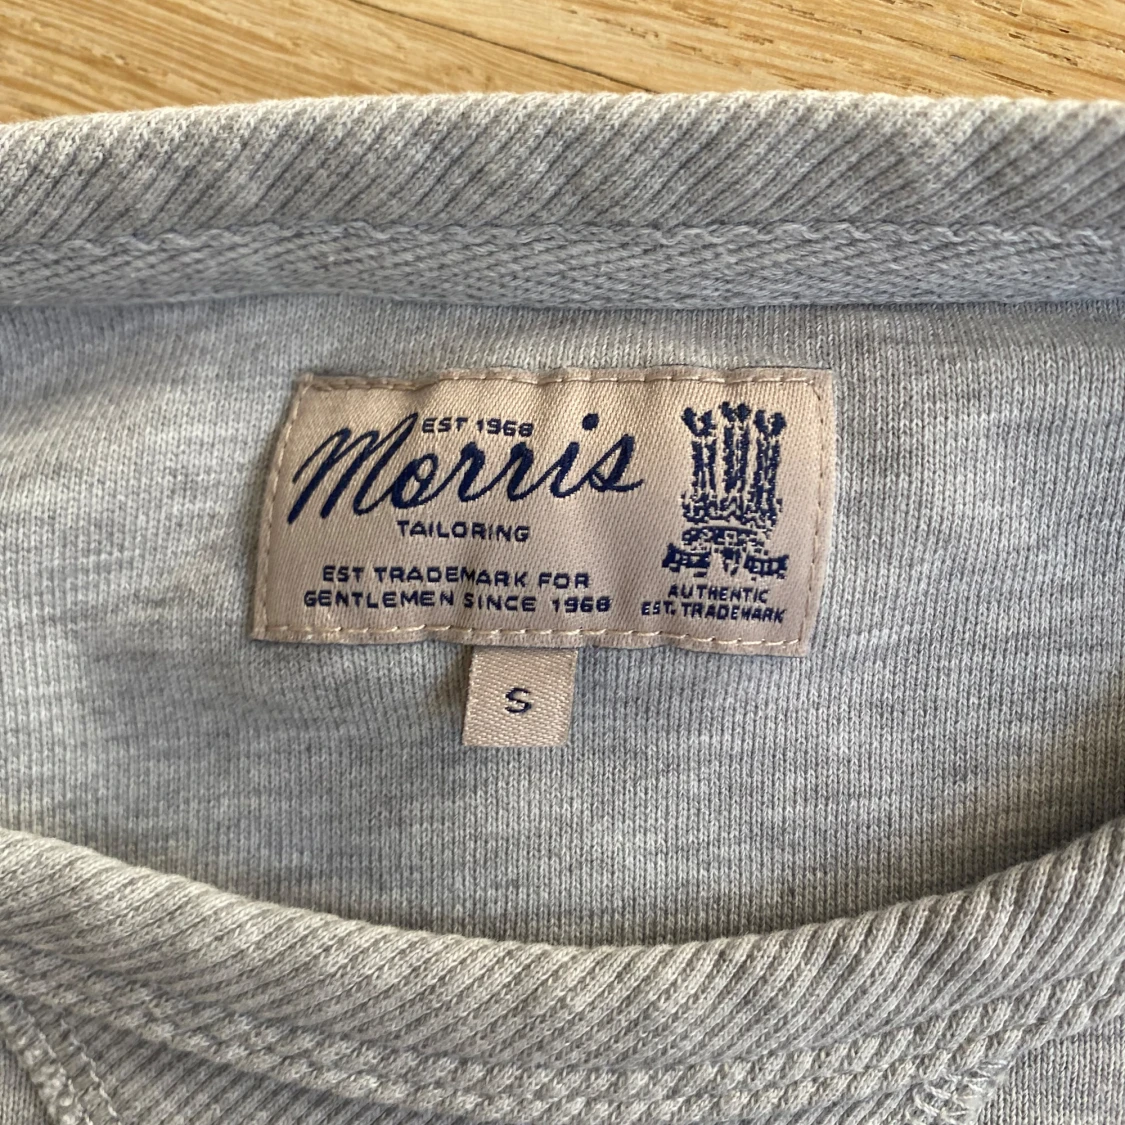 EST 1968
Morris
TAILORING
EST TRADEMARK FOR
GENTLEMEN SINCE 1968
AUTHENTIC
EST. TRADEMARK
S